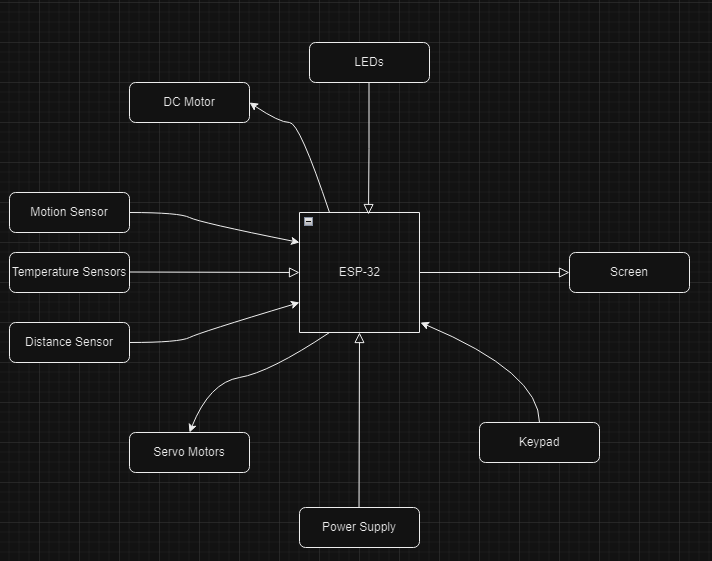 LEDs
DC Motor
Motion Sensor
ESP-32
Temperature Sensors
Screen
Distance Sensor
Servo Motors
Keypad
Power Supply